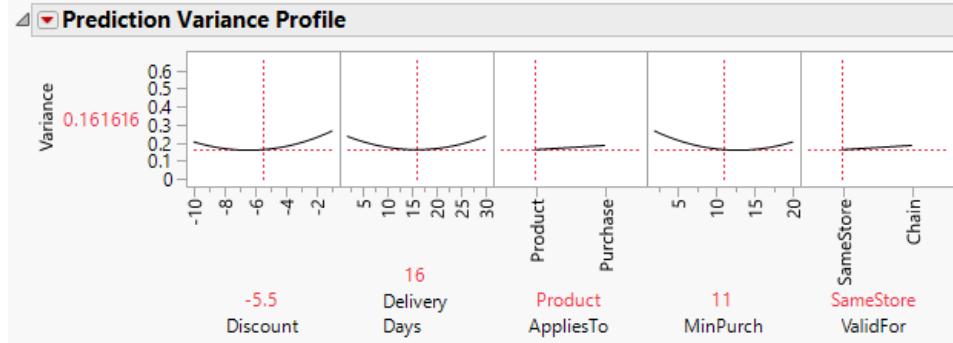 Prediction Variance Profile
Variance
0.161616
0.6
0.5
0.4
0.3
0.2
0.1
0
-10 -8 -6 -4 -2
5 10 15 20 25 30
Product Purchase
5 10 15 20
SameStore Chain
-5.5
Discount
16
Delivery
Days
Product
AppliesTo
11
MinPurch
SameStore
ValidFor